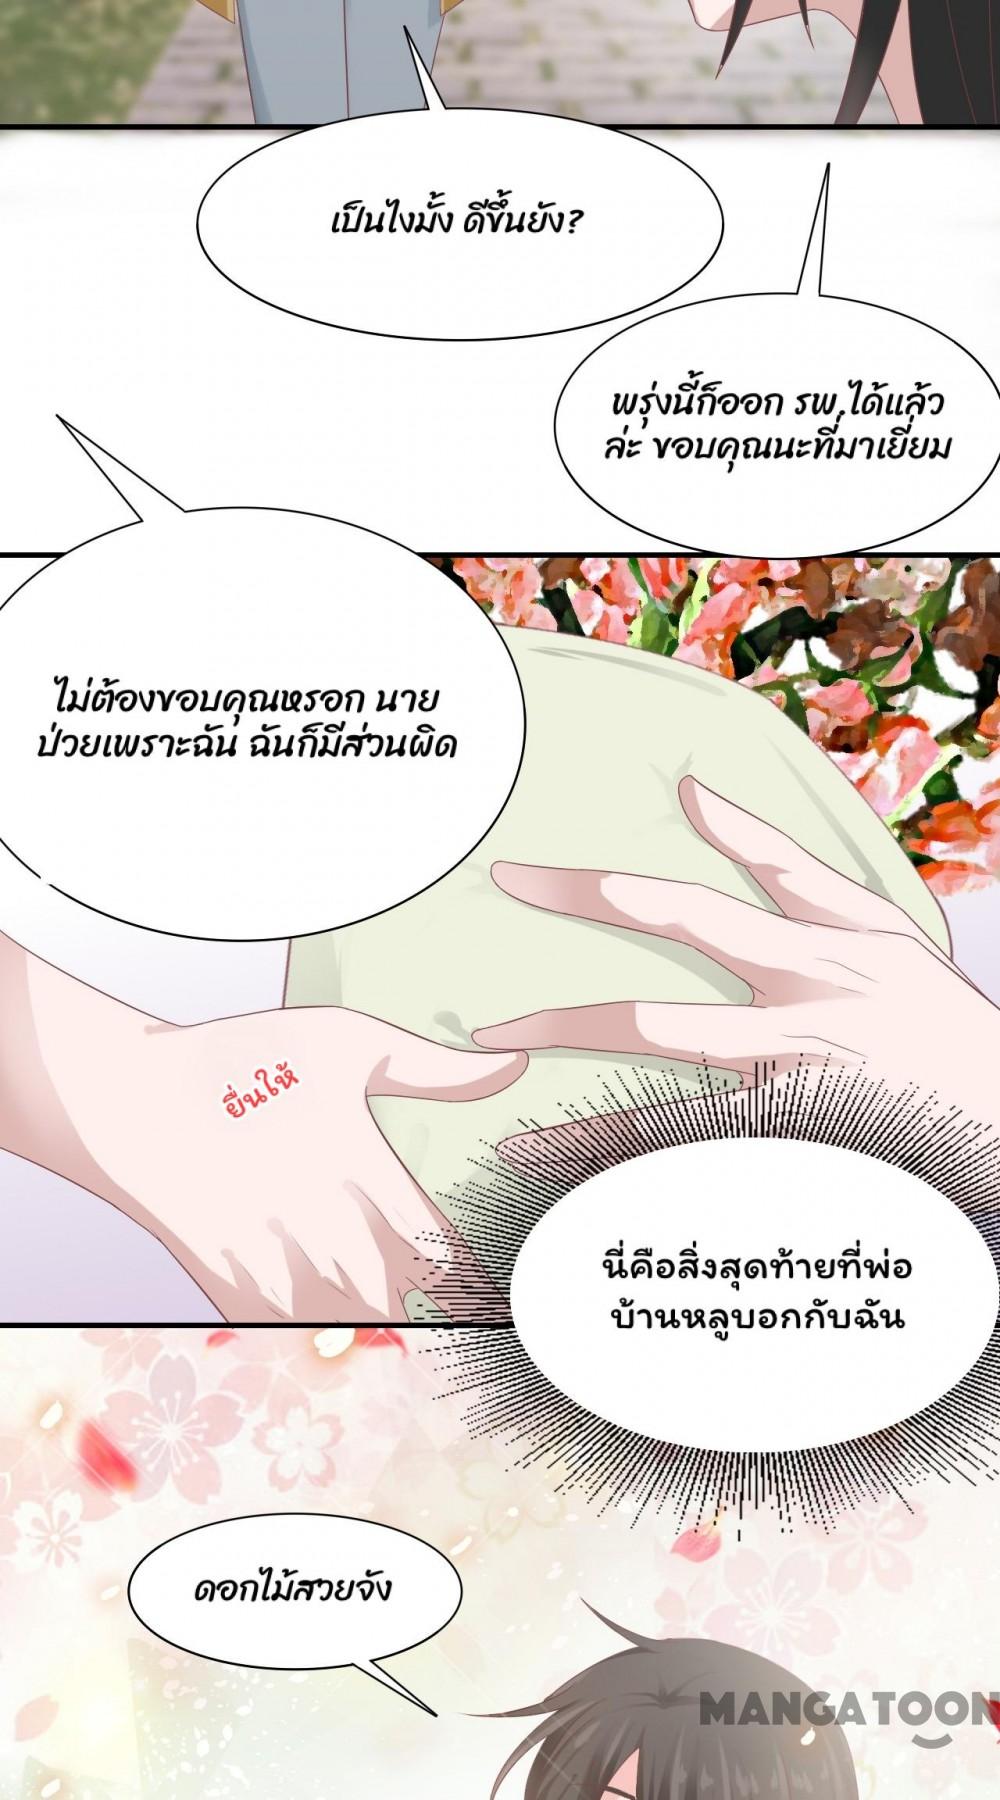 เป็นไงมั้ง ดีขึ้นยัง?
พรุ่งนี้ก็ออก รพ.ได้แล้ว
ล่ะ ขอบคุณนะที่มาเยี่ยม
ไม่ต้องขอบคุณหรอก นาย
ป่วยเพราะฉัน ฉันก็มีส่วนผิด
ยื่นให้
นี่คือสิ่งสุดท้ายที่พ่อ
บ้านหลูบอกกับฉัน
ดอกไม้สวยจัง
MANGATOON